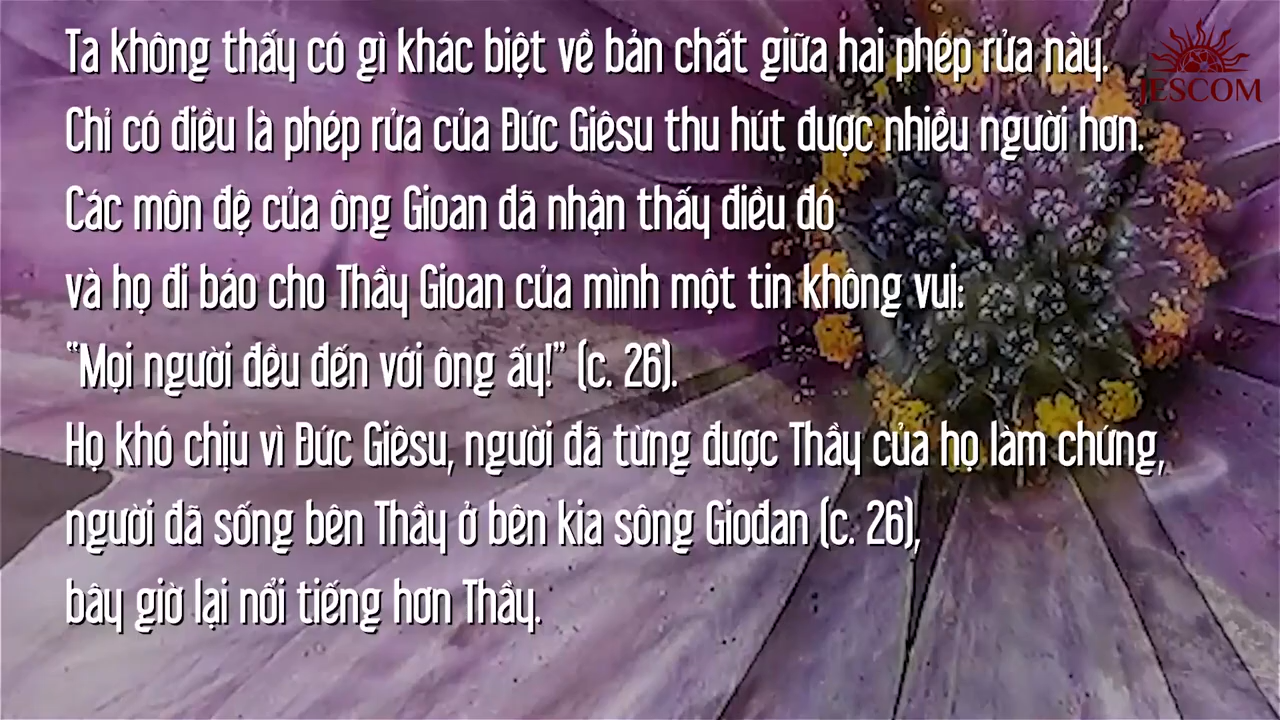 Ta không thấy có gì khác biệt về bản chất giữa hai phép rửa này.
JESCOM
Chỉ có điều là phép rửa của Đức Giêsu thu hút được nhiều người hơn.
Các môn đệ của ông Gioan đã nhận thấy điều đó
và họ đi báo cho Thầy Gioan của mình một tin không vui:
“Mọi người đều đến với ông ấy!” (c. 26).
Họ khó chịu vì Đức Giêsu, người đã từng được Thầy của họ làm chứng,
người đã sống bên Thầy ở bên kia sông Giođan (c. 26),
bây giờ lại nổi tiếng hơn Thầy.